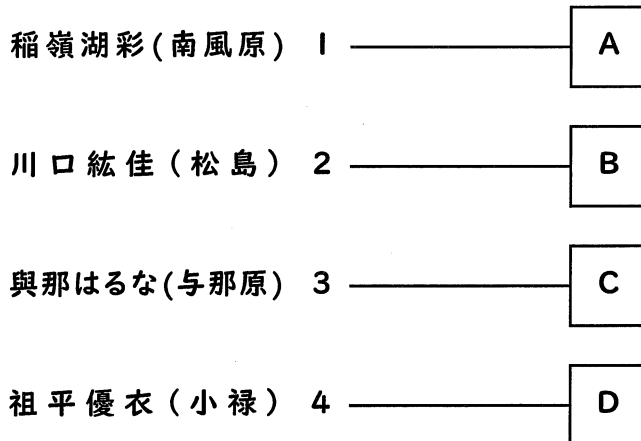 稲嶺湖彩(南風原) 1 A
川口紘佳(松島) 2 B
與那はるな(与那原) 3 C
祖平優衣(小禄) 4 D